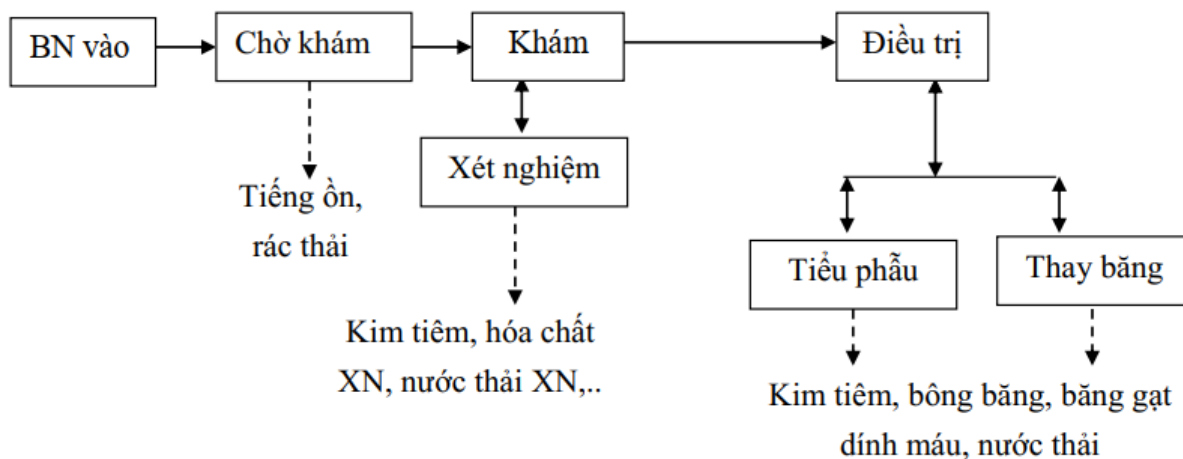 BN vào
Chờ khám
Khám
Điều trị
Xét nghiệm
Tiếng ồn,
rác thải
Tiểu phẫu
Thay băng
Kim tiêm, hóa chất
XN, nước thải XN,..
Kim tiêm, bông băng, băng gạt
dính máu, nước thải